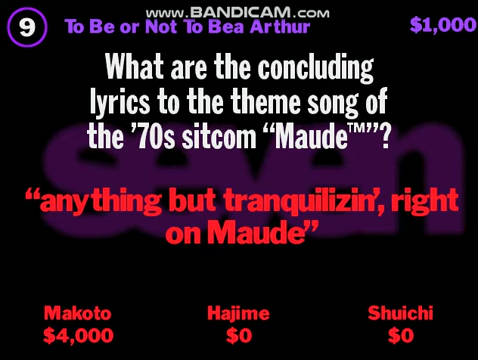 www.BANDICAM.com
9 To Be or Not To Bea Arthur $1,000
What are the concluding
lyrics to the theme song of
the ’70s sitcom “Maude™”?
seven
“anything but tranquilizin’, right
on Maude”
Makoto Hajime Shuichi
$4,000 $0 $0